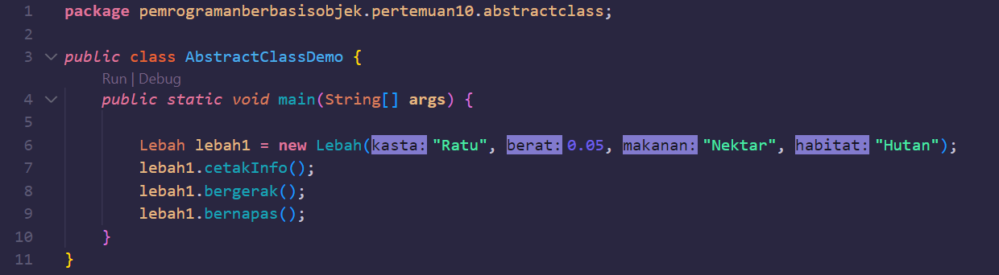 1 package pemrogramanberbasisobjek.pertemuan10.abstractclass;
2
3 public class AbstractClassDemo {
Run | Debug
4 public static void main(String[] args) {
5
6 Lebah lebah1 = new Lebah(kasta: "Ratu", berat: 0.05, makanan: "Nektar", habitat: "Hutan");
7 lebah1.cetakInfo();
8 lebah1.bergerak();
9 lebah1.bernapas();
10 }
11 }